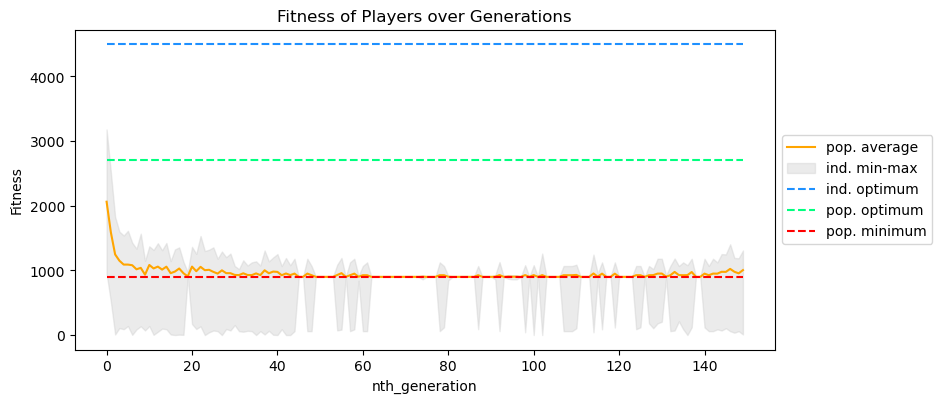 Fitness of Players over Generations
Fitness
4000
3000
2000
1000
0
0 20 40 60 80 100 120 140
nth_generation
pop. average
ind. min-max
ind. optimum
pop. optimum
pop. minimum